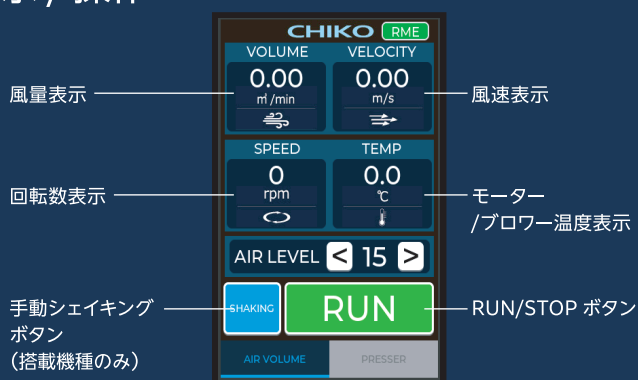 CHIKO RME
VOLUME VELOCITY
0.00 0.00
㎥/min m/s
風量表示 風速表示
SPEED TEMP
0 0.0
rpm ℃
回転数表示 モーター
/ブロワー温度表示
AIR LEVEL < 15 >
手動シェイキング
ボタン
(搭載機種のみ)
SHAKING RUN RUN/STOP ボタン
AIR VOLUME PRESSER